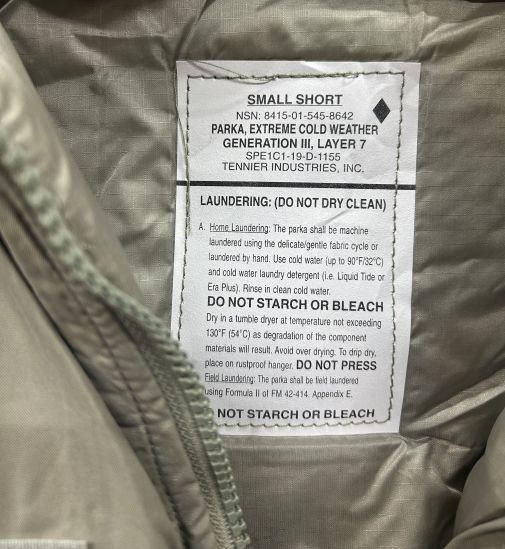 SMALL SHORT
NSN: 8415-01-545-8642
PARKA, EXTREME COLD WEATHER
GENERATION III, LAYER 7
SPE1C1-19-D-1155
TENNIER INDUSTRIES, INC.
LAUNDERING: (DO NOT DRY CLEAN)
A. Home Laundering: The parka shall be machine
laundered using the delicate/gentle fabric cycle or
laundered by hand. Use cold water (up to 90°F/32°C)
and cold water laundry detergent (i.e. Liquid Tide or
Era Plus). Rinse in clean cold water.
DO NOT STARCH OR BLEACH
Dry in a tumble dryer at temperature not exceeding
130°F (54°C) as degradation of the component
materials will result. Avoid over drying. To drip dry,
place on rustproof hanger. DO NOT PRESS
Field Laundering: The parka shall be field laundered
using Formula II of FM 42-414. Appendix E.
NOT STARCH OR BLEACH